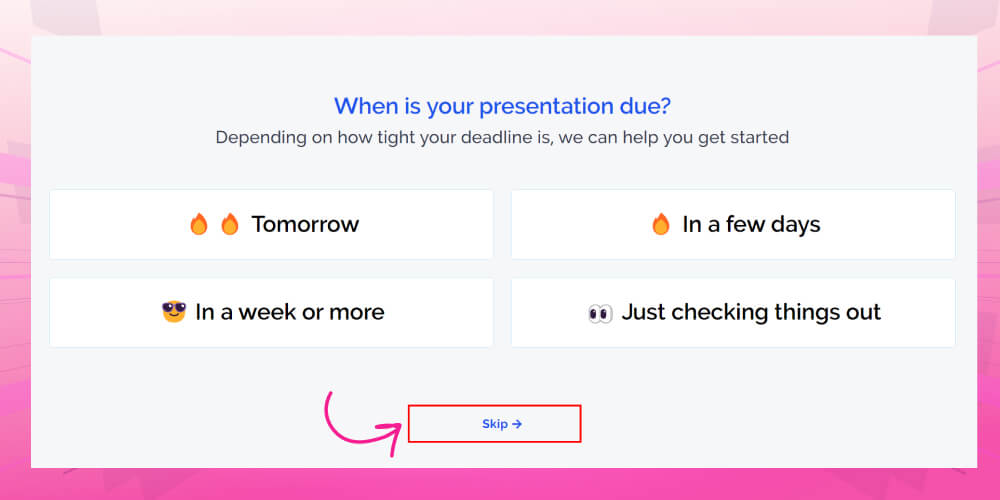 When is your presentation due?
Depending on how tight your deadline is, we can help you get started
🔥 🔥 Tomorrow
🔥 In a few days
😎 In a week or more
👀 Just checking things out
Skip →